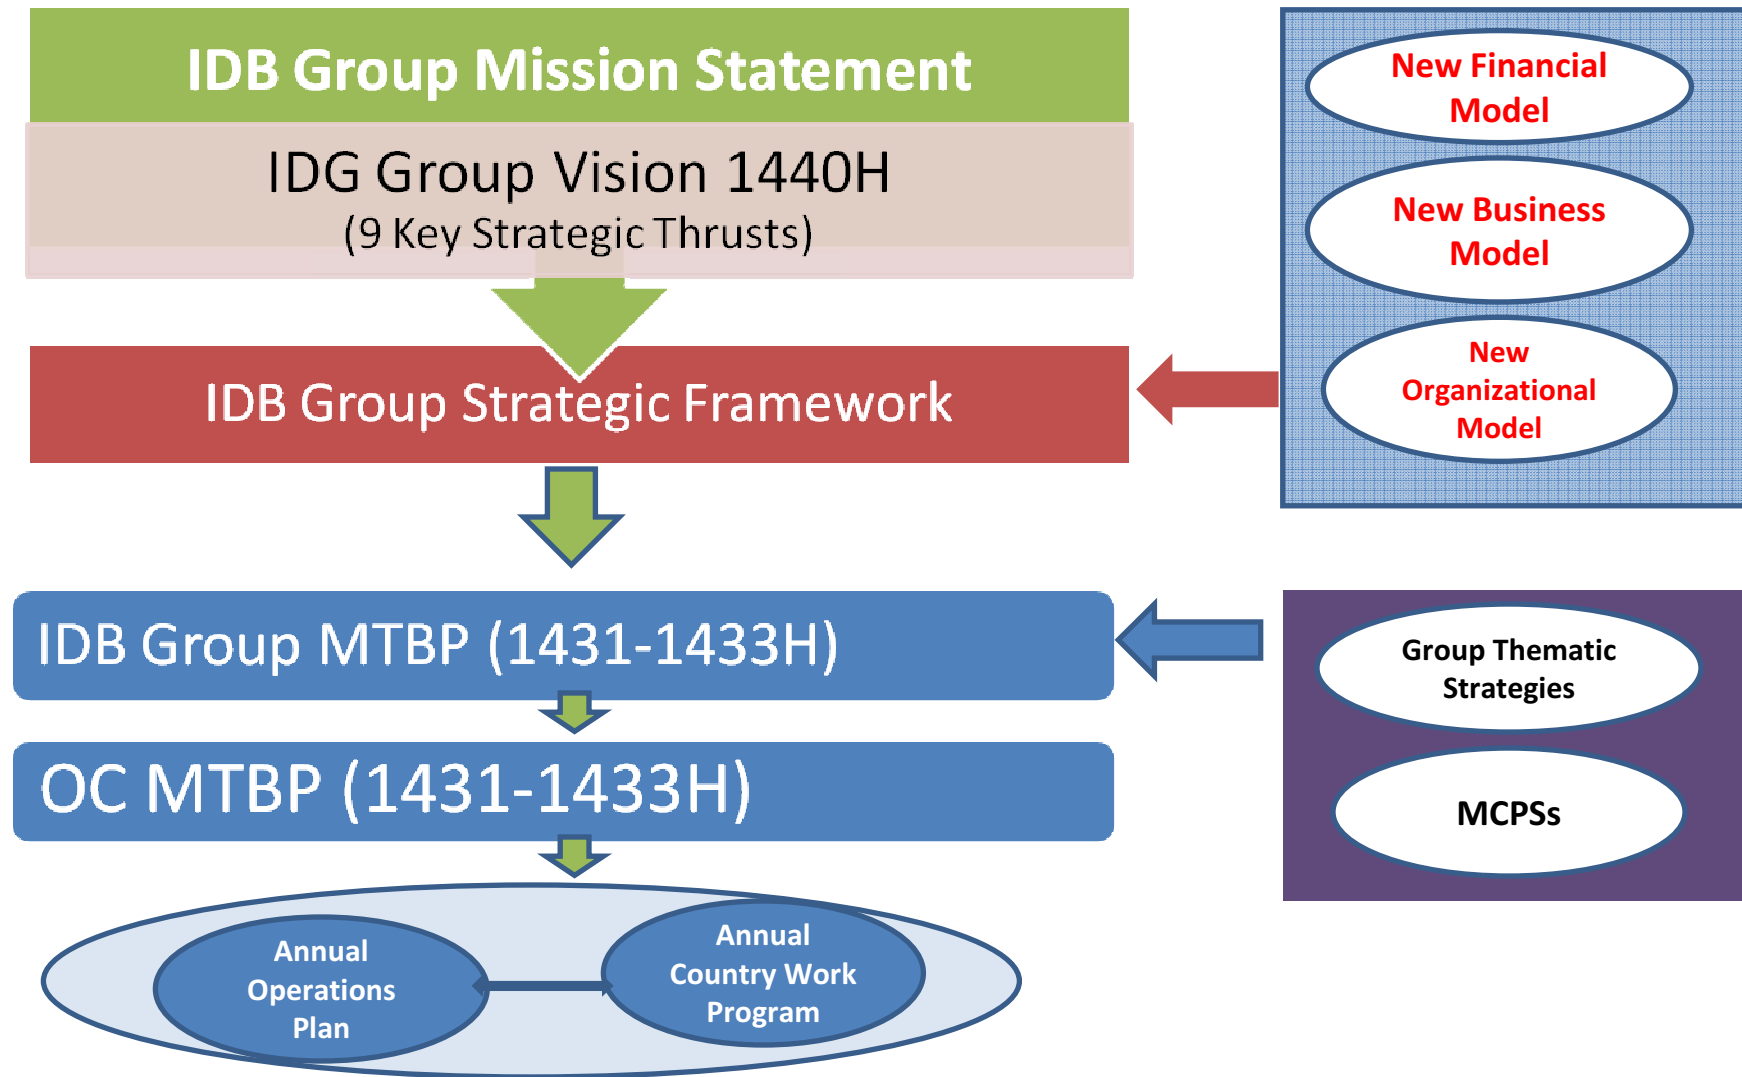 IDB Group Mission Statement
IDG Group Vision 1440H
(9 Key Strategic Thrusts)
IDB Group Strategic Framework
IDB Group MTBP (1431-1433H)
OC MTBP (1431-1433H)
Annual
Operations
Plan
Annual
Country Work
Program
New Financial
Model
New Business
Model
New
Organizational
Model
Group Thematic
Strategies
MCPSs